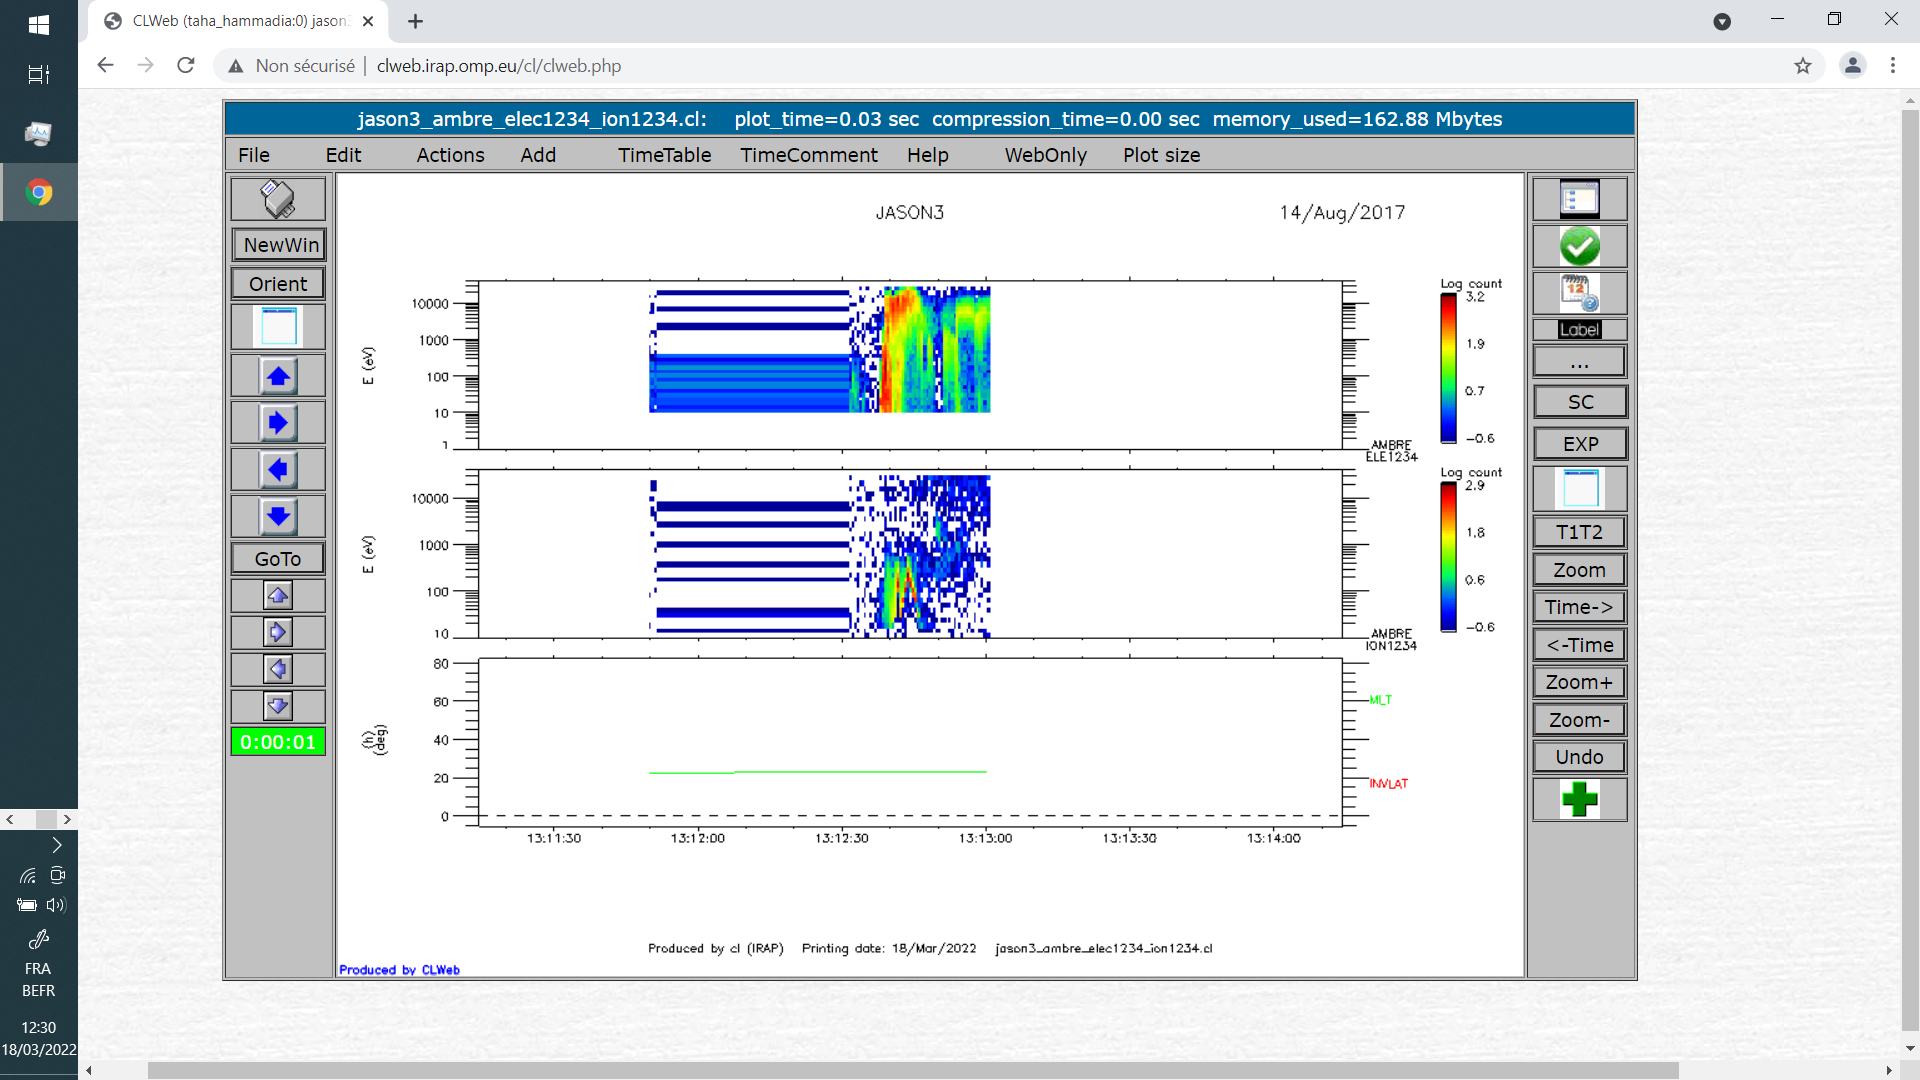 CLWeb (taha_hammadia:0) jason3
Non sécurisé | clweb.irap.omp.eu/cl/clweb.php
jason3_ambre_elec1234_ion1234.cl: plot_time=0.03 sec compression_time=0.00 sec memory_used=162.88 Mbytes
File Edit Actions Add TimeTable TimeComment Help WebOnly Plot size
NewWin
Orient
GoTo
0:00:01
JASON3 14/Aug/2017
E (eV)
10000
1000
100
10
1
Log count
3.2
1.9
0.7
-0.6
AMBRE
ELE1234
E (eV)
10000
1000
100
10
Log count
2.9
1.8
0.6
-0.6
AMBRE
ION1234
(h)
(deg)
80
60
40
20
0
MLT
INVLAT
13:11:30 13:12:00 13:12:30 13:13:00 13:13:30 13:14:00
Produced by cl (IRAP) Printing date: 18/Mar/2022 jason3_ambre_elec1234_ion1234.cl
Produced by CLWeb
12
Label
...
SC
EXP
T1T2
Zoom
Time->
<-Time
Zoom+
Zoom-
Undo
FRA
BEFR
12:30
18/03/2022